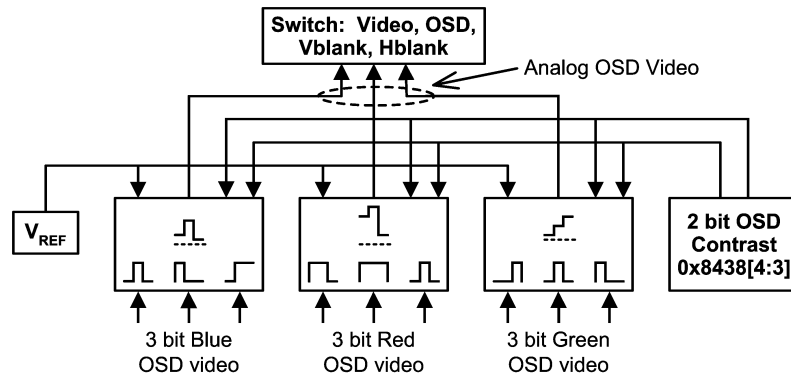 Switch: Video, OSD,
Vblank, Hblank
Analog OSD Video
VREF
2 bit OSD
Contrast
0x8438[4:3]
3 bit Blue
OSD video
3 bit Red
OSD video
3 bit Green
OSD video